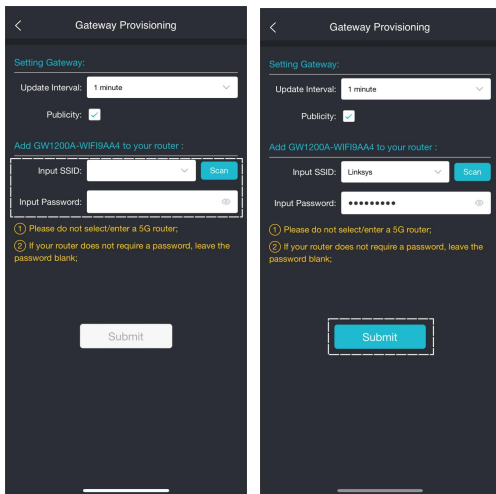 Gateway Provisioning
Setting Gateway:
Update Interval: 1 minute
Publicity:
Add GW1200A-WIFI9AA4 to your router :
Input SSID: Scan
Input Password:
① Please do not select/enter a 5G router;
② If your router does not require a password, leave the
password blank;
Submit
Gateway Provisioning
Setting Gateway:
Update Interval: 1 minute
Publicity:
Add GW1200A-WIFI9AA4 to your router :
Input SSID: Linksys Scan
Input Password: •••••••••
① Please do not select/enter a 5G router;
② If your router does not require a password, leave the
password blank;
Submit